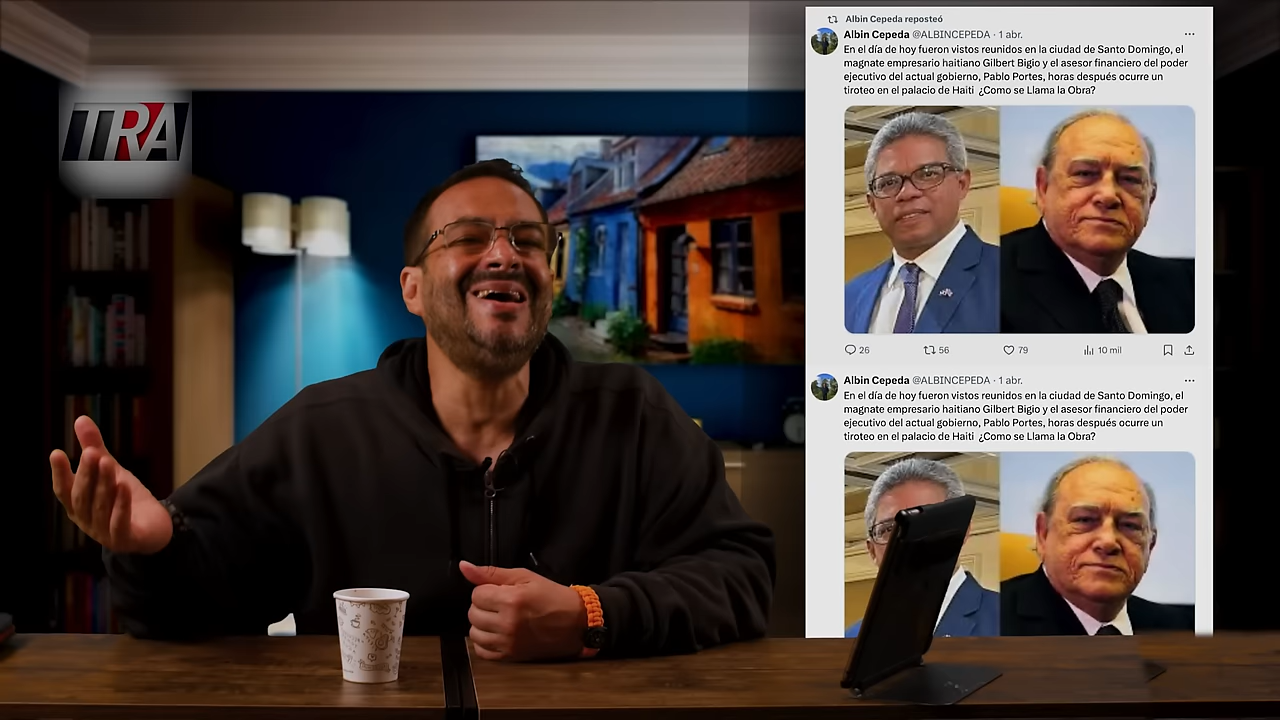 TRA
Albin Cepeda reposteó
Albin Cepeda @ALBINCEPEDA · 1 abr.
En el día de hoy fueron vistos reunidos en la ciudad de Santo Domingo, el
magnate empresario haitiano Gilbert Bigio y el asesor financiero del poder
ejecutivo del actual gobierno, Pablo Portes, horas después ocurre un
tiroteo en el palacio de Haiti ¿Como se Llama la Obra?
26 56 79 10 mil
Albin Cepeda @ALBINCEPEDA · 1 abr.
En el día de hoy fueron vistos reunidos en la ciudad de Santo Domingo, el
magnate empresario haitiano Gilbert Bigio y el asesor financiero del poder
ejecutivo del actual gobierno, Pablo Portes, horas después ocurre un
tiroteo en el palacio de Haiti ¿Como se Llama la Obra?